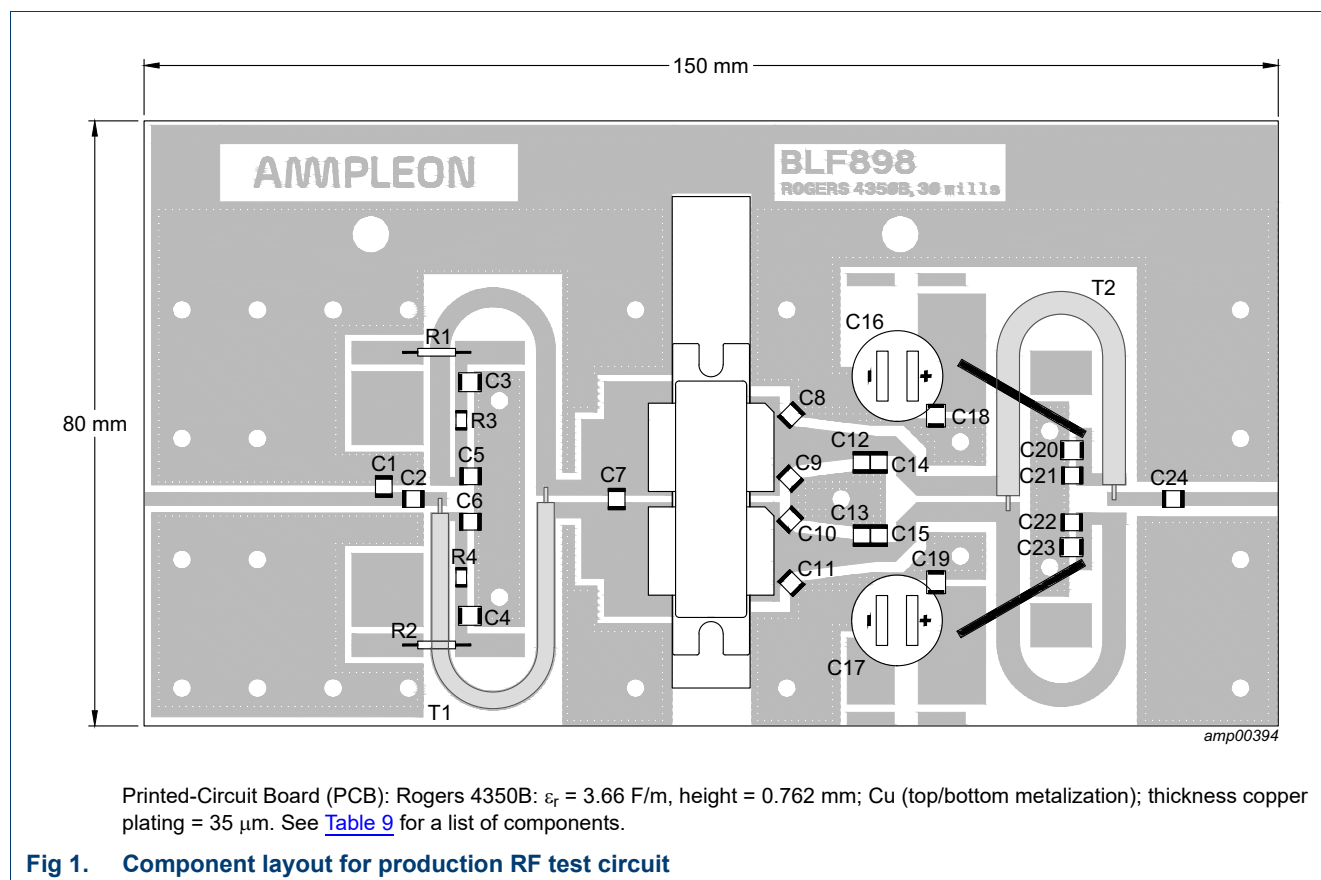 150 mm
AMPLEON
BLF898
ROGERS 4350B, 30 mills
T2
C16
R1
C3
C8
C18
80 mm
R3
C12
C20
C5
C9
C14
C21
C1
C2
C7
C24
C6
C13
C22
C10
C15
C23
R4
C11
C19
C4
R2
C17
T1
- +
- +
amp00394
Printed-Circuit Board (PCB): Rogers 4350B: εr = 3.66 F/m, height = 0.762 mm; Cu (top/bottom metalization); thickness copper
plating = 35 μm. See Table 9 for a list of components.
Fig 1. Component layout for production RF test circuit